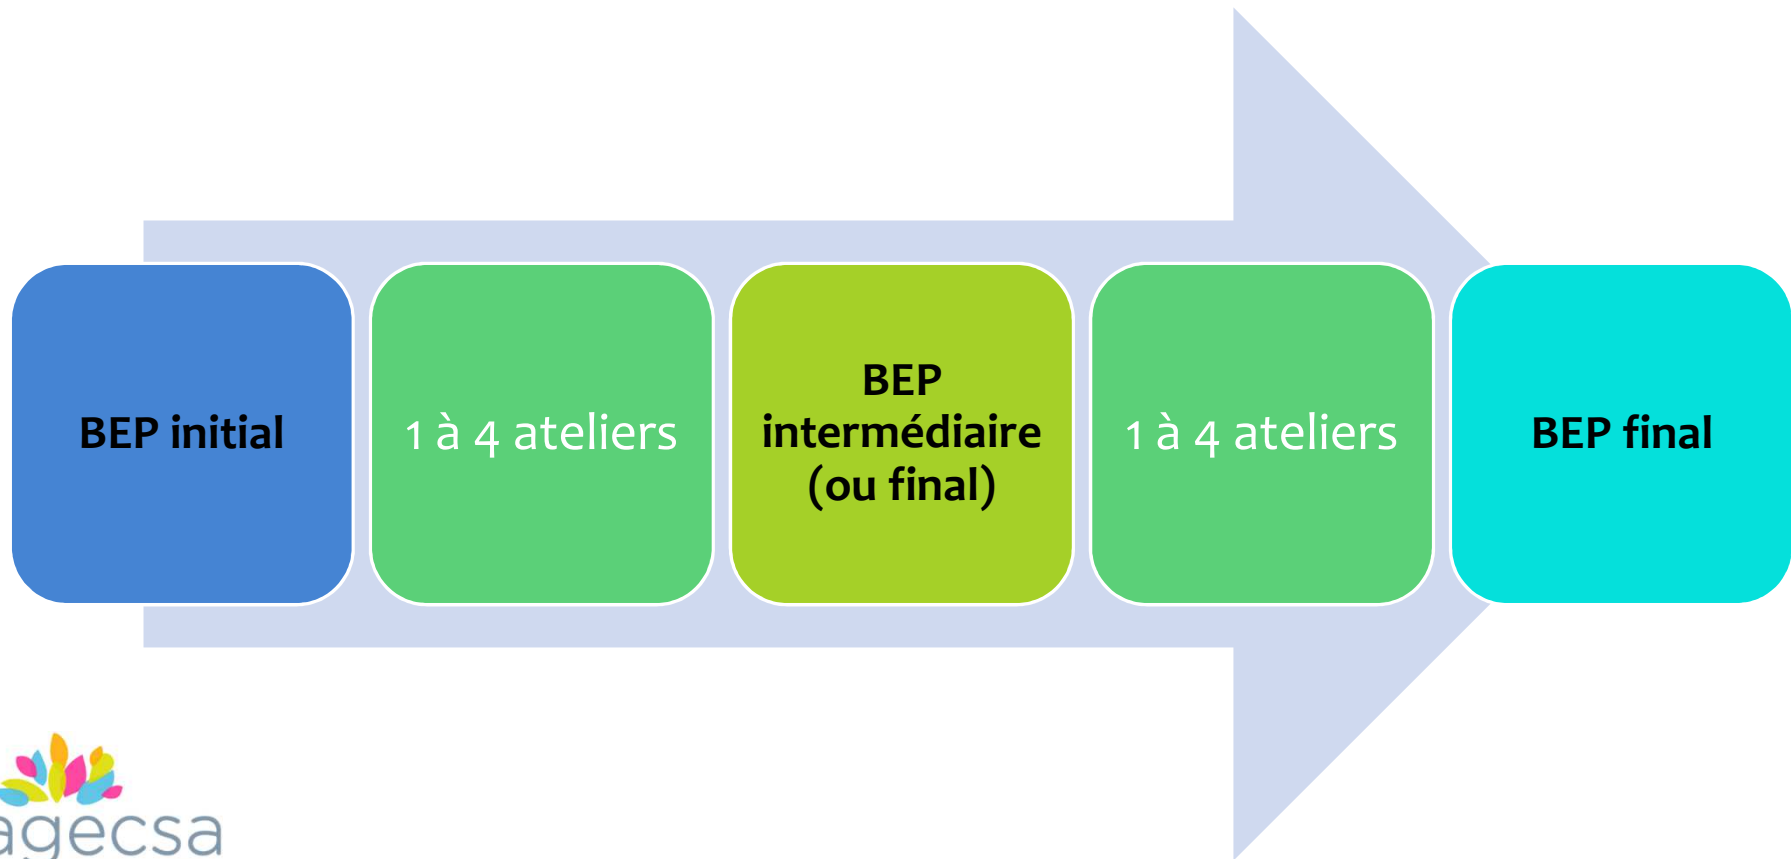 BEP initial
1 à 4 ateliers
BEP
intermédiaire
(ou final)
1 à 4 ateliers
BEP final
agecsa